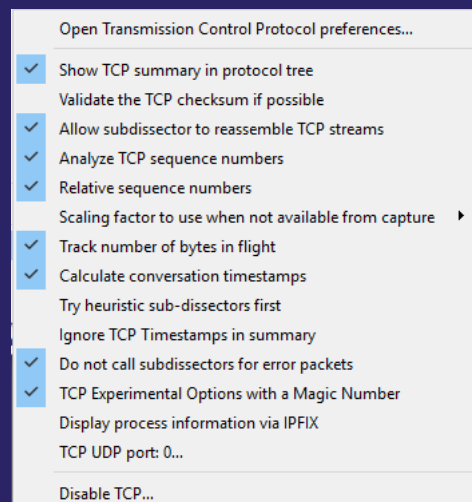 Open Transmission Control Protocol preferences...
Show TCP summary in protocol tree
Validate the TCP checksum if possible
Allow subdissector to reassemble TCP streams
Analyze TCP sequence numbers
Relative sequence numbers
Scaling factor to use when not available from capture
Track number of bytes in flight
Calculate conversation timestamps
Try heuristic sub-dissectors first
Ignore TCP Timestamps in summary
Do not call subdissectors for error packets
TCP Experimental Options with a Magic Number
Display process information via IPFIX
TCP UDP port: 0...
Disable TCP...